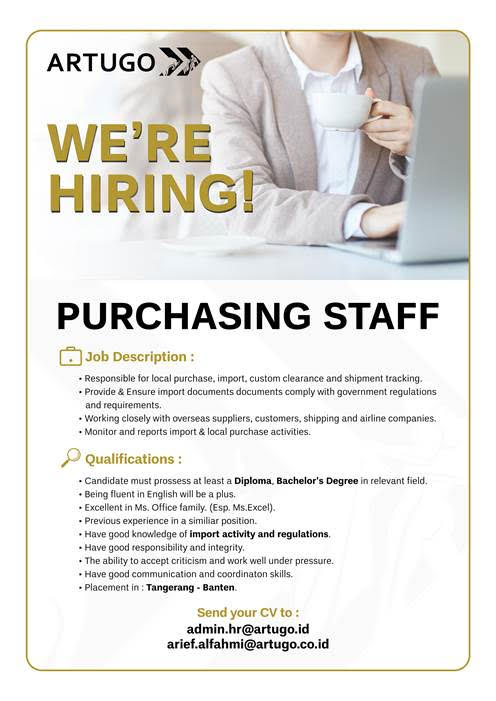 ARTUGO
WE'RE
HIRING!
PURCHASING STAFF
Job Description :
• Responsible for local purchase, import, custom clearance and shipment tracking.
• Provide & Ensure import documents documents comply with government regulations
and requirements.
• Working closely with overseas suppliers, customers, shipping and airline companies.
• Monitor and reports import & local purchase activities.
Qualifications :
• Candidate must prossess at least a Diploma, Bachelor's Degree in relevant field.
• Being fluent in English will be a plus.
• Excellent in Ms. Office family. (Esp. Ms.Excel).
• Previous experience in a similiar position.
• Have good knowledge of import activity and regulations.
• Have good responsibility and integrity.
• The ability to accept criticism and work well under pressure.
• Have good communication and coordinaton skills.
• Placement in : Tangerang - Banten.
Send your CV to :
admin.hr@artugo.id
arief.alfahmi@artugo.co.id